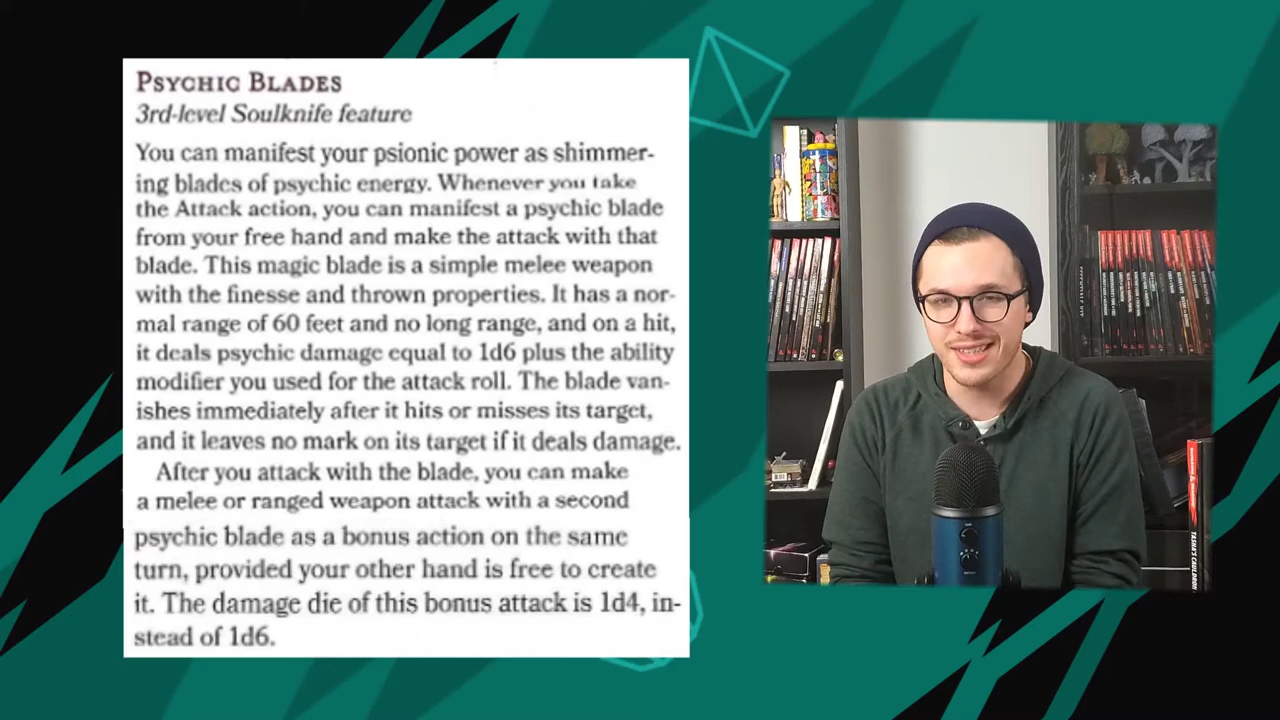 PSYCHIC BLADES
3rd-level Soulknife feature
You can manifest your psionic power as shimmer-
ing blades of psychic energy. Whenever you take
the Attack action, you can manifest a psychic blade
from your free hand and make the attack with that
blade. This magic blade is a simple melee weapon
with the finesse and thrown properties. It has a nor-
mal range of 60 feet and no long range, and on a hit,
it deals psychic damage equal to 1d6 plus the ability
modifier you used for the attack roll. The blade van-
ishes immediately after it hits or misses its target,
and it leaves no mark on its target if it deals damage.
After you attack with the blade, you can make
a melee or ranged weapon attack with a second
psychic blade as a bonus action on the same
turn, provided your other hand is free to create
it. The damage die of this bonus attack is 1d4, in-
stead of 1d6.
TASHA'S CAULDRON